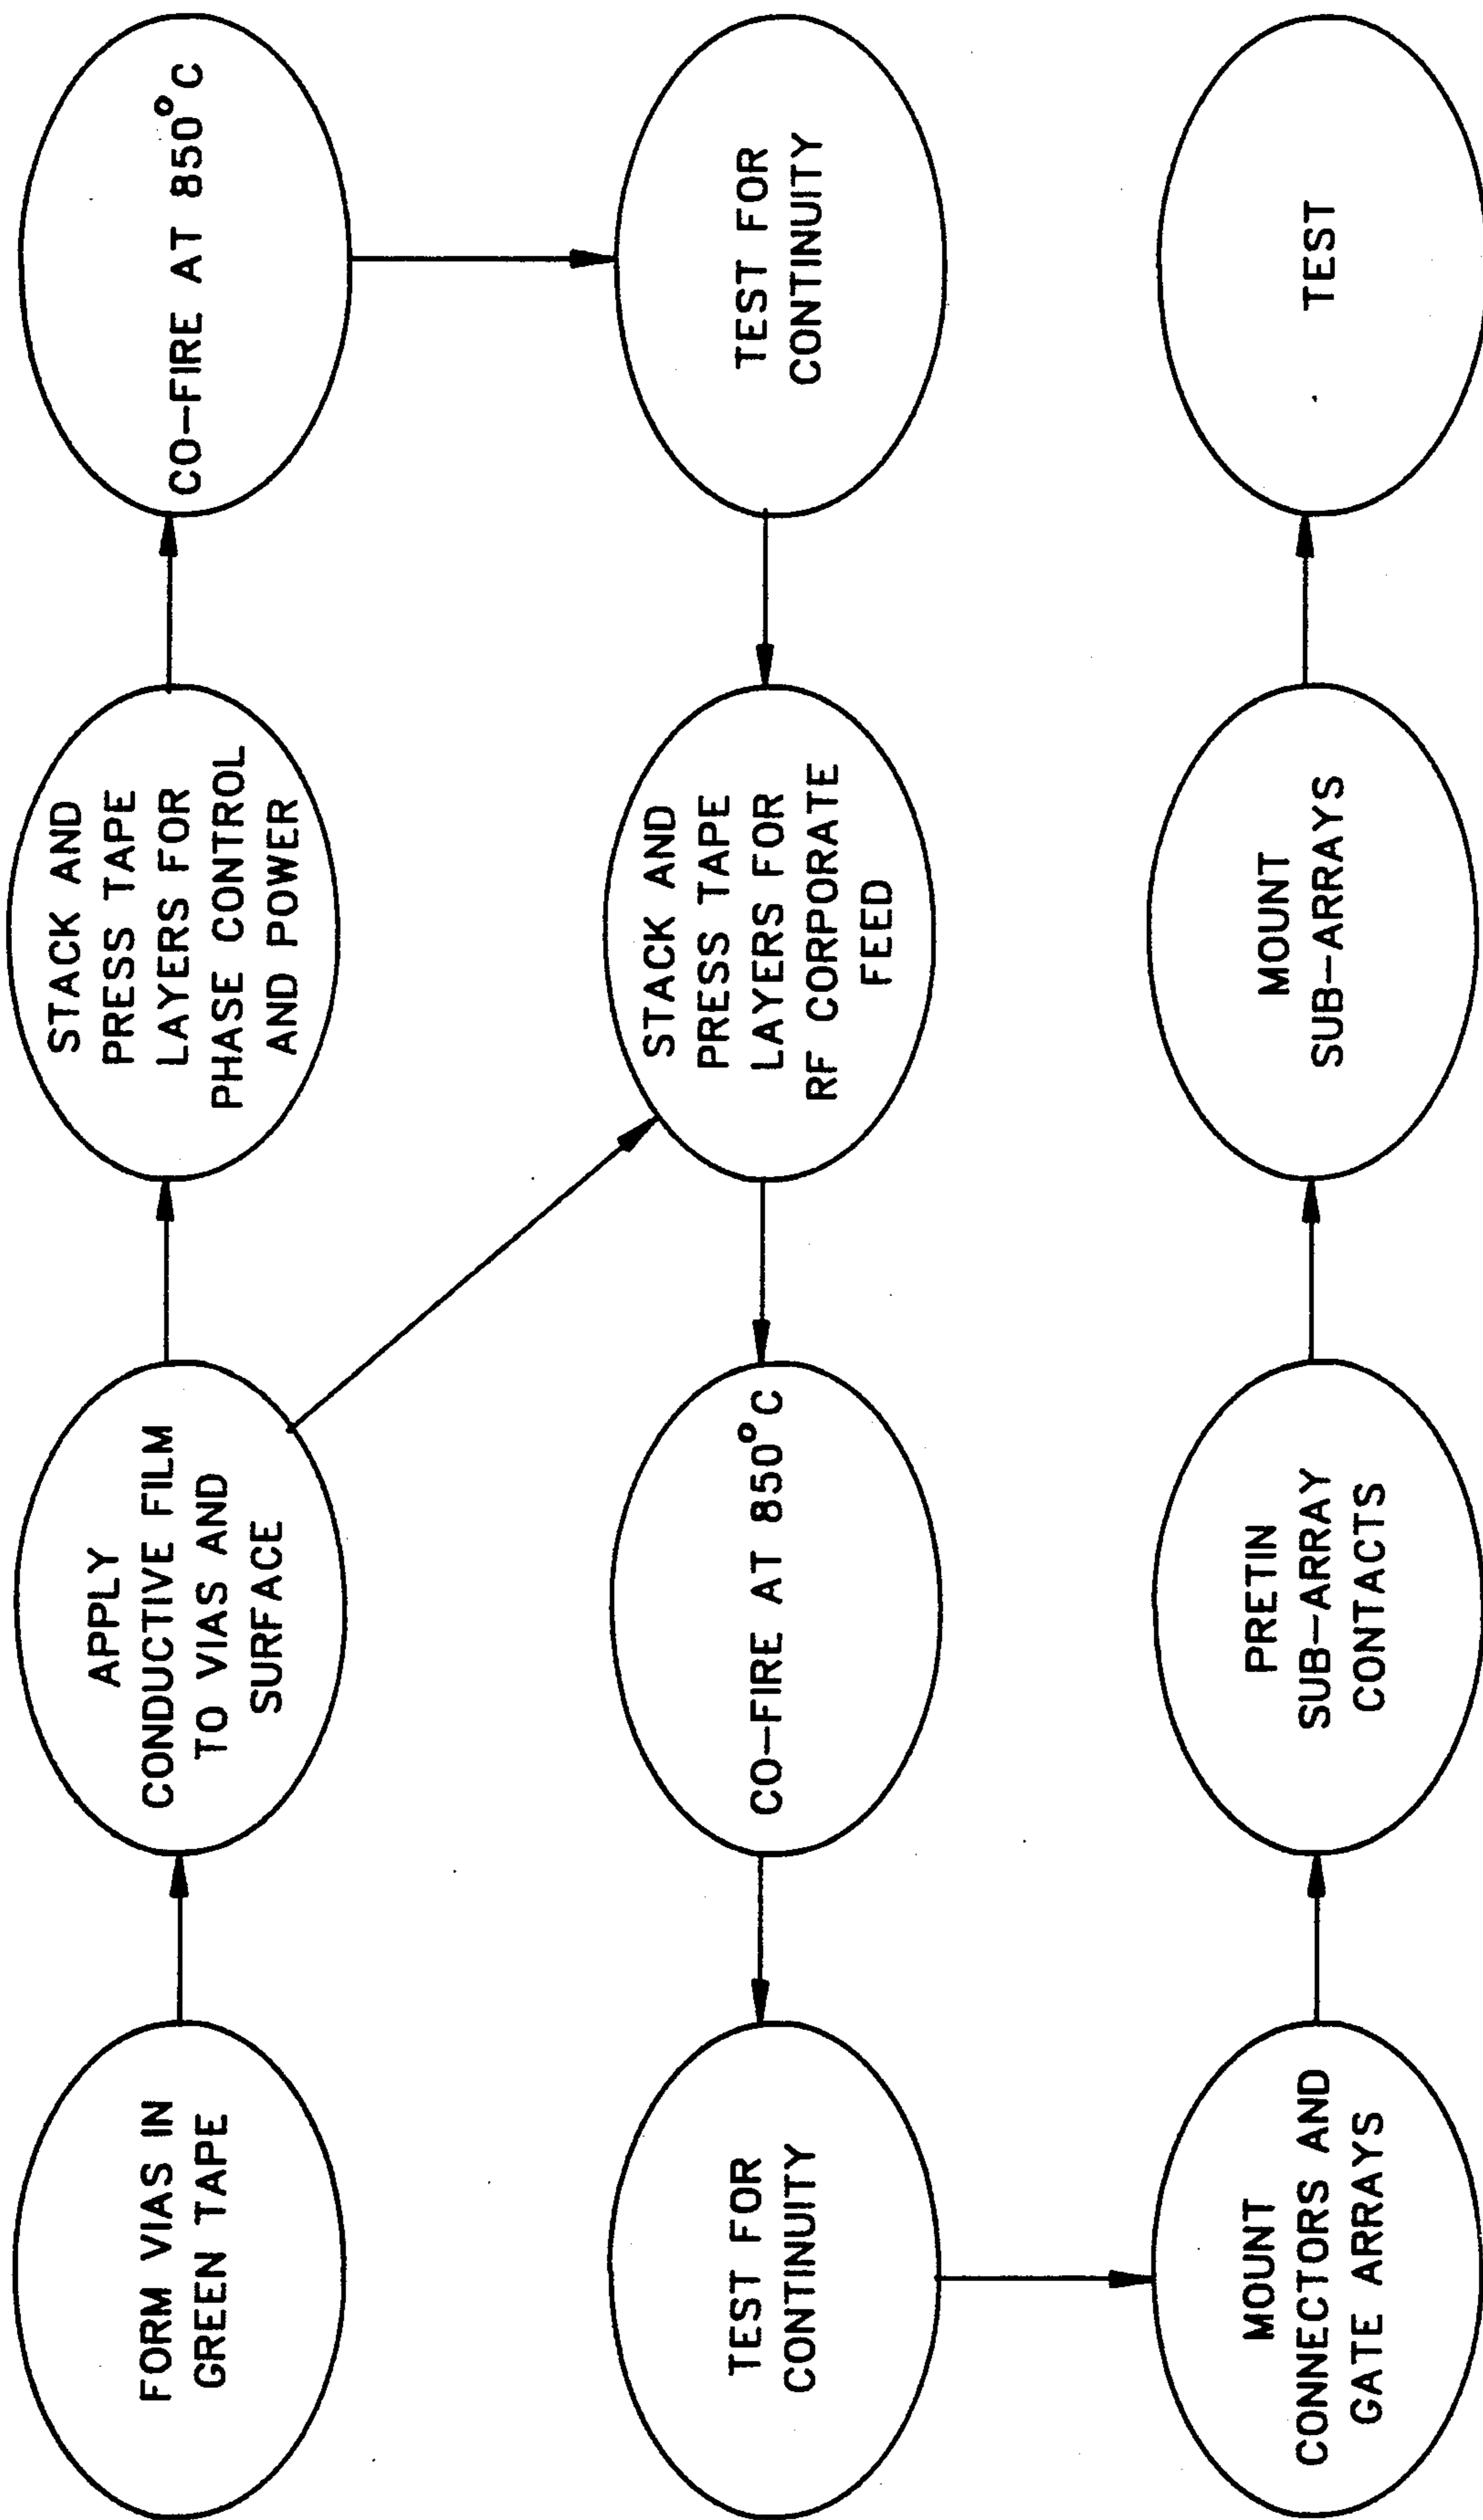 FORM VIAS IN
GREEN TAPE
APPLY
CONDUCTIVE FILM
TO VIAS AND
SURFACE
STACK AND
PRESS TAPE
LAYERS FOR
PHASE CONTROL
AND POWER
CO-FIRE AT 850°C
TEST FOR
CONTINUITY
STACK AND
PRESS TAPE
LAYERS FOR
RF CORPORATE
FEED
CO-FIRE AT 850°C
TEST FOR
CONTINUITY
MOUNT
CONNECTORS AND
GATE ARRAYS
PRETIN
SUB-ARRAY
CONTACTS
MOUNT
SUB-ARRAYS
TEST